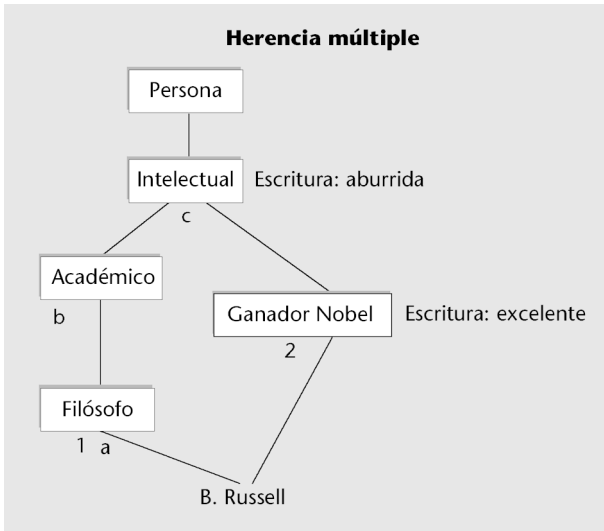 Herencia múltiple
Persona
Intelectual Escritura: aburrida
c
Académico
b
Ganador Nobel Escritura: excelente
2
Filósofo
1 a
B. Russell